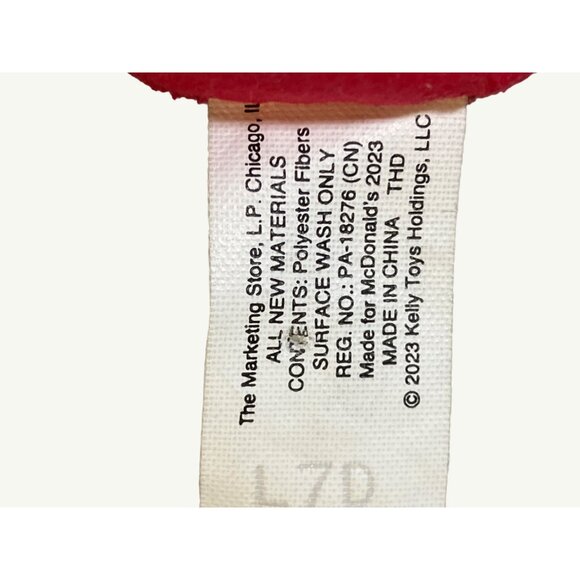 The Marketing Store, L.P. Chicago, IL
ALL NEW MATERIALS
CONTENTS: Polyester Fibers
SURFACE WASH ONLY
REG. NO.: PA-18276 (CN)
Made for McDonald's 2023
MADE IN CHINA THD
© 2023 Kelly Toys Holdings, LLC
L7D